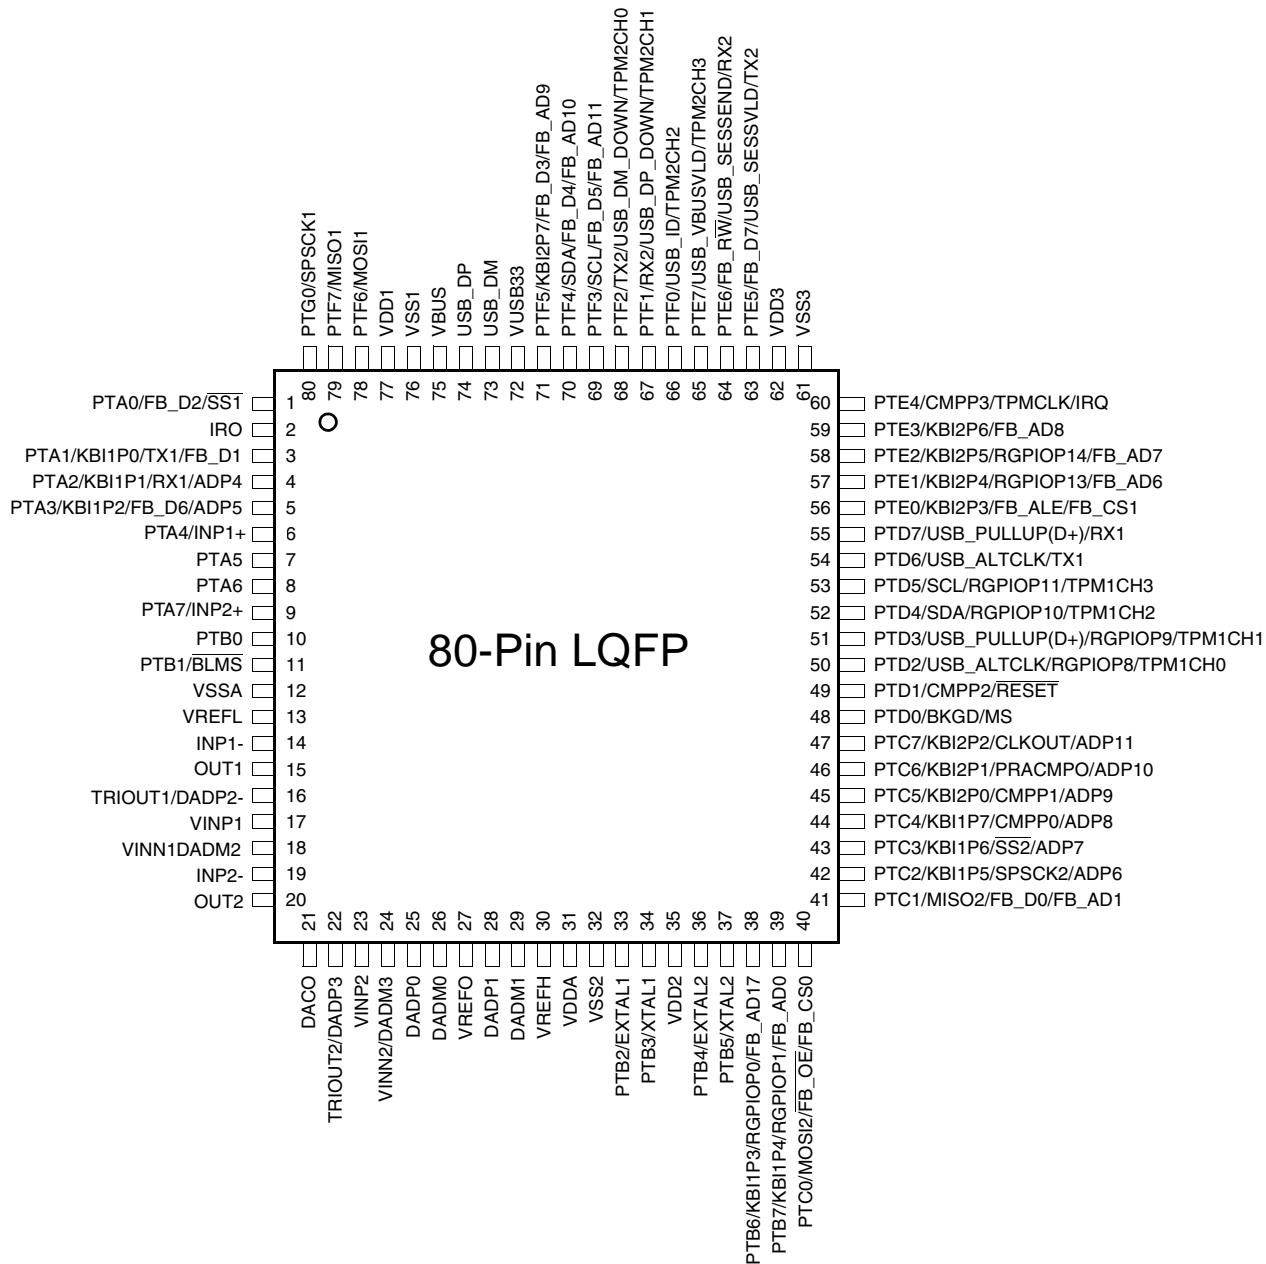 PTG0/SPSCK1
PTF7/MISO1
PTF6/MOSI1
VDD1
VSS1
VBUS
USB_DP
USB_DM
VUSB33
PTF5/KBI2P7/FB_D3/FB_AD9
PTF4/SDA/FB_D4/FB_AD10
PTF3/SCL/FB_D5/FB_AD11
PTF2/TX2/USB_DM_DOWN/TPM2CH0
PTF1/RX2/USB_DP_DOWN/TPM2CH1
PTF0/USB_ID/TPM2CH2
PTE7/USB_VBUSVLD/TPM2CH3
PTE6/FB_RW/USB_SESSEND/RX2
PTE5/FB_D7/USB_SESSVLD/TX2
VDD3
VSS3
80 79 78 77 76 75 74 73 72 71 70 69 68 67 66 65 64 63 62 61
PTA0/FB_D2/SS1 1
IRO 2
PTA1/KBI1P0/TX1/FB_D1 3
PTA2/KBI1P1/RX1/ADP4 4
PTA3/KBI1P2/FB_D6/ADP5 5
PTA4/INP1+ 6
PTA5 7
PTA6 8
PTA7/INP2+ 9
PTB0 10
PTB1/BLMS 11
VSSA 12
VREFL 13
INP1- 14
OUT1 15
TRIOUT1/DADP2- 16
VINP1 17
VINN1DADM2 18
INP2- 19
OUT2 20
80-Pin LQFP
60 PTE4/CMPP3/TPMCLK/IRQ
59 PTE3/KBI2P6/FB_AD8
58 PTE2/KBI2P5/RGPIOP14/FB_AD7
57 PTE1/KBI2P4/RGPIOP13/FB_AD6
56 PTE0/KBI2P3/FB_ALE/FB_CS1
55 PTD7/USB_PULLUP(D+)/RX1
54 PTD6/USB_ALTCLK/TX1
53 PTD5/SCL/RGPIOP11/TPM1CH3
52 PTD4/SDA/RGPIOP10/TPM1CH2
51 PTD3/USB_PULLUP(D+)/RGPIOP9/TPM1CH1
50 PTD2/USB_ALTCLK/RGPIOP8/TPM1CH0
49 PTD1/CMPP2/RESET
48 PTD0/BKGD/MS
47 PTC7/KBI2P2/CLKOUT/ADP11
46 PTC6/KBI2P1/PRACMPO/ADP10
45 PTC5/KBI2P0/CMPP1/ADP9
44 PTC4/KBI1P7/CMPP0/ADP8
43 PTC3/KBI1P6/SS2/ADP7
42 PTC2/KBI1P5/SPSCK2/ADP6
41 PTC1/MISO2/FB_D0/FB_AD1
21 22 23 24 25 26 27 28 29 30 31 32 33 34 35 36 37 38 39 40
DACO
TRIOUT2/DADP3
VINP2
VINN2/DADM3
DADP0
DADM0
VREFO
DADP1
DADM1
VREFH
VDDA
VSS2
PTB2/EXTAL1
PTB3/XTAL1
VDD2
PTB4/EXTAL2
PTB5/XTAL2
PTB6/KBI1P3/RGPIOP0/FB_AD17
PTB7/KBI1P4/RGPIOP1/FB_AD0
PTC0/MOSI2/FB_OE/FB_CS0